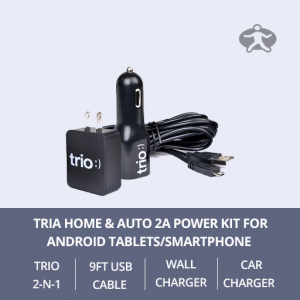 trio:)
trio:)
TRIA HOME & AUTO 2A POWER KIT FOR
ANDROID TABLETS/SMARTPHONE
TRIO
2-N-1
9FT USB
CABLE
WALL
CHARGER
CAR
CHARGER